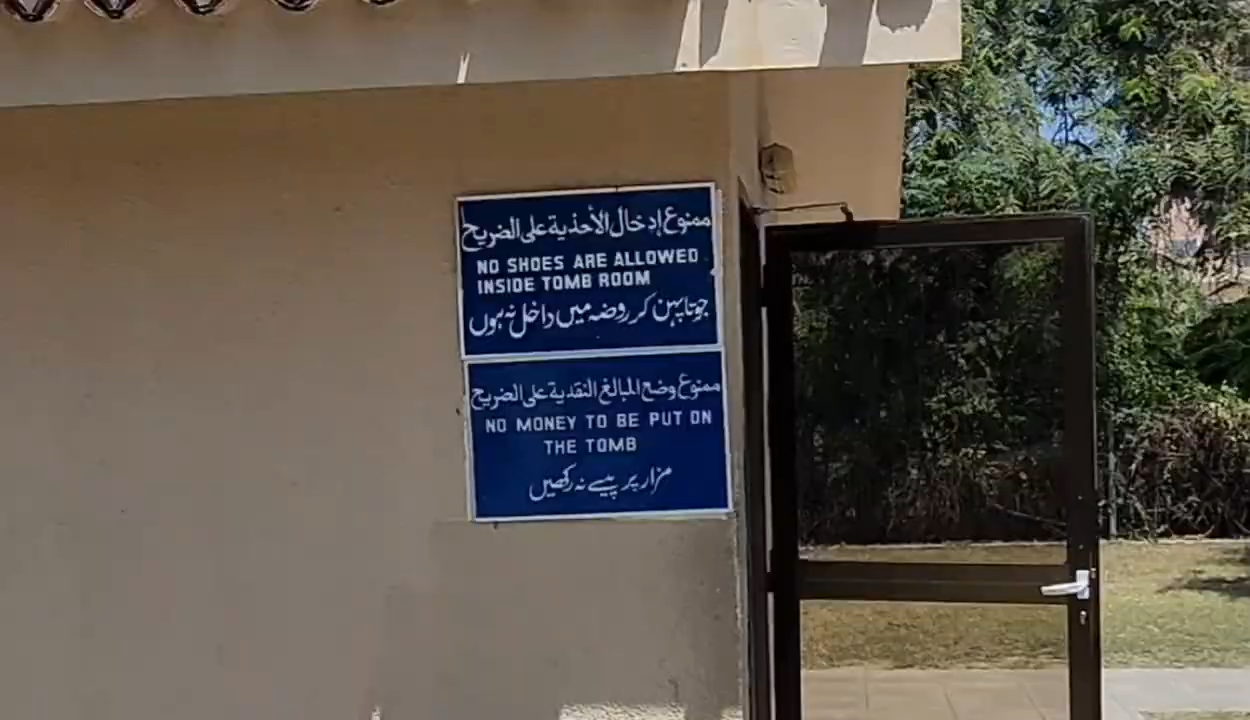 ممنوع إدخال الأحذية على الضريح
NO SHOES ARE ALLOWED
INSIDE TOMB ROOM
جوتا پہن کر روضہ میں داخل نہ ہوں
ممنوع وضع المبالغ النقدية على الضريح
NO MONEY TO BE PUT ON
THE TOMB
مزار پر پیسے نہ رکھیں